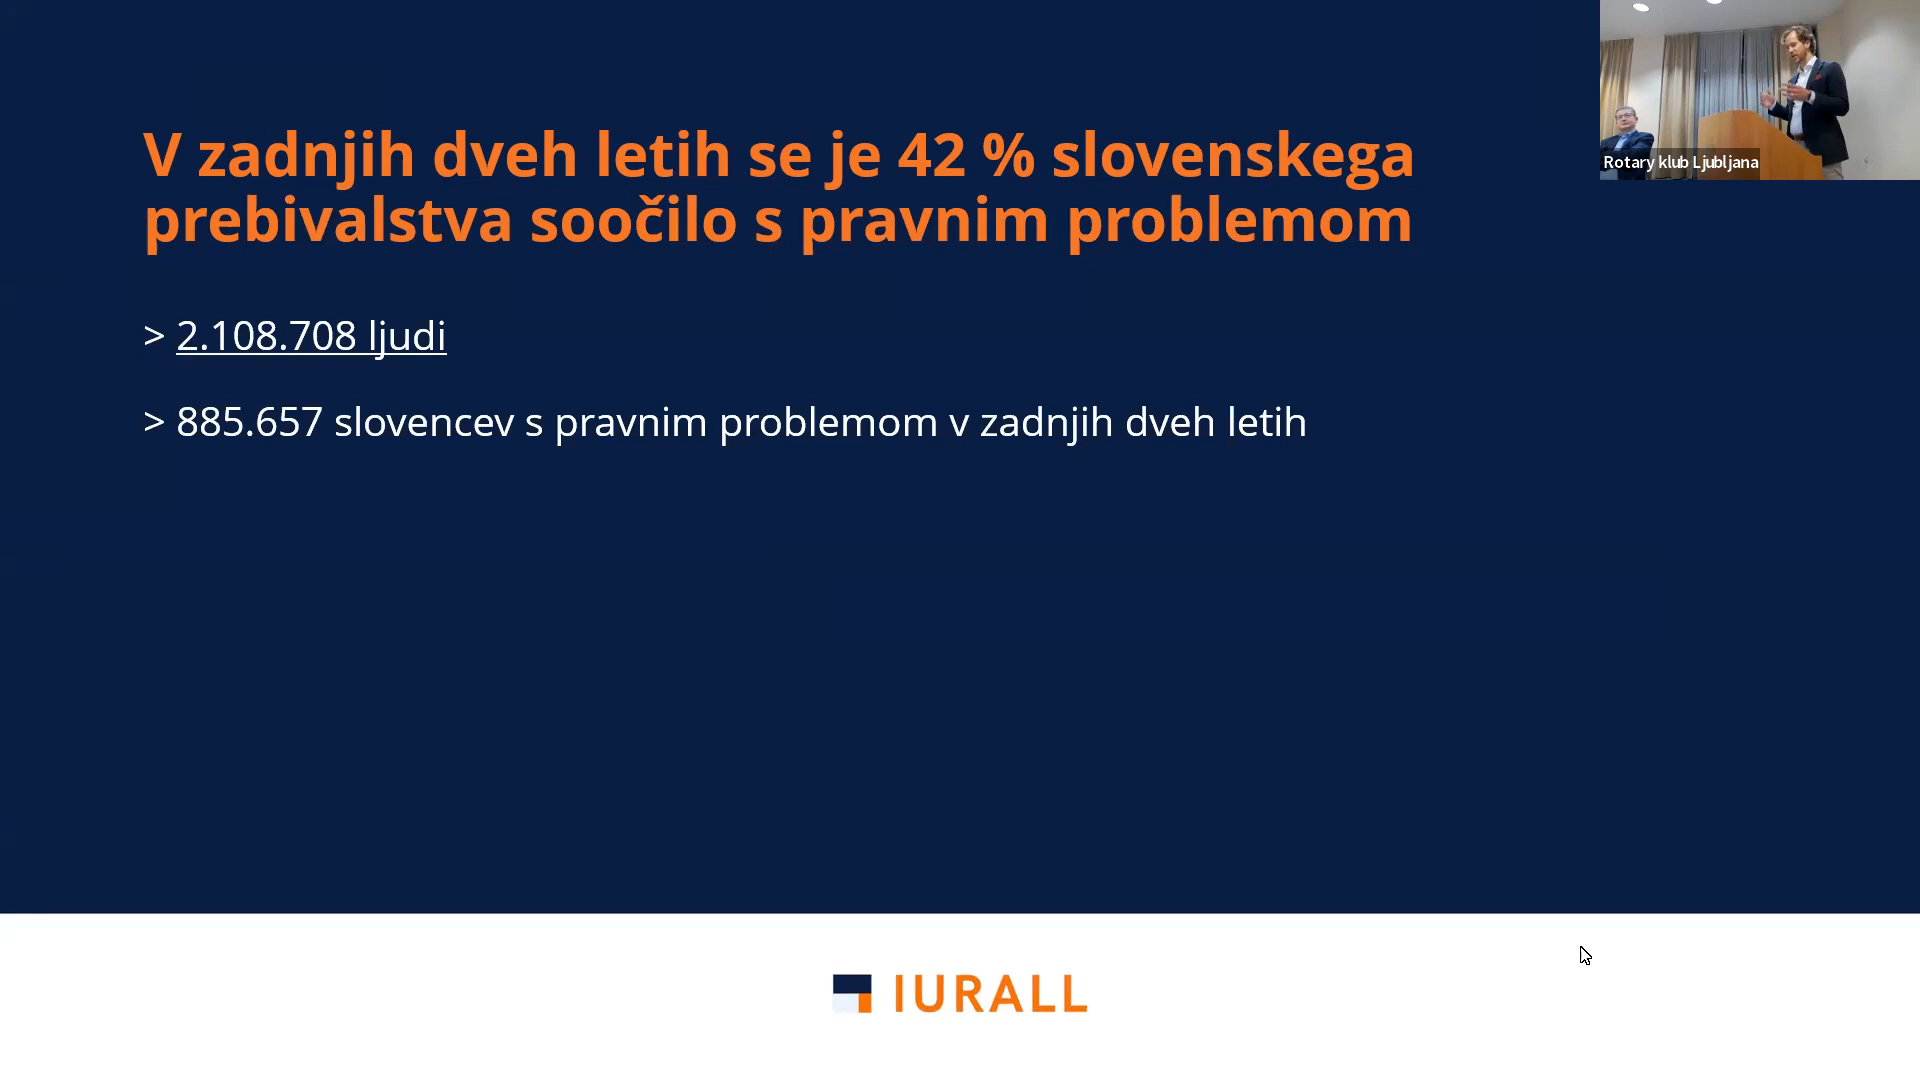 V zadnjih dveh letih se je 42 % slovenskega
prebivalstva soočilo s pravnim problemom
> 2.108.708 ljudi
> 885.657 slovencev s pravnim problemom v zadnjih dveh letih
Rotary klub Ljubljana
IURALL